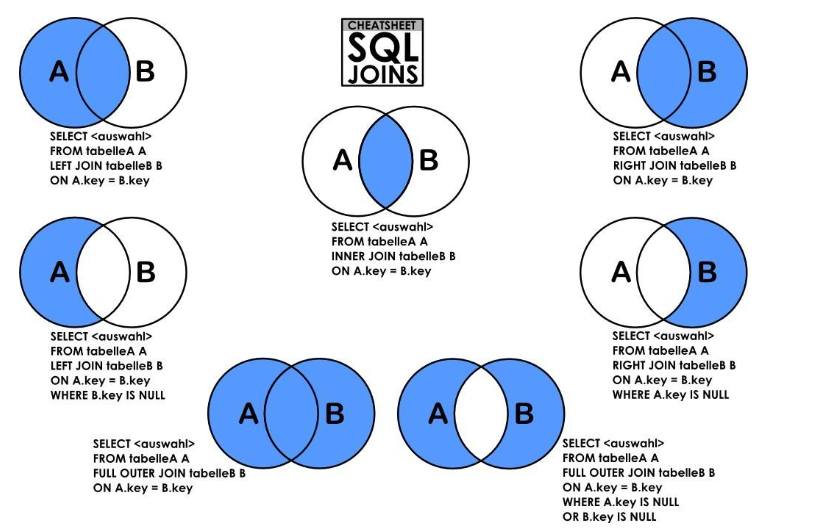 CHEATSHEET
SQL
JOINS
A B
SELECT <auswahl>
FROM tabelleA A
LEFT JOIN tabelleB B
ON A.key = B.key
A B
SELECT <auswahl>
FROM tabelleA A
INNER JOIN tabelleB B
ON A.key = B.key
A B
SELECT <auswahl>
FROM tabelleA A
RIGHT JOIN tabelleB B
ON A.key = B.key
A B
SELECT <auswahl>
FROM tabelleA A
LEFT JOIN tabelleB B
ON A.key = B.key
WHERE B.key IS NULL
A B
SELECT <auswahl>
FROM tabelleA A
RIGHT JOIN tabelleB B
ON A.key = B.key
WHERE A.key IS NULL
A B
SELECT <auswahl>
FROM tabelleA A
FULL OUTER JOIN tabelleB B
ON A.key = B.key
A B
SELECT <auswahl>
FROM tabelleA A
FULL OUTER JOIN tabelleB B
ON A.key = B.key
WHERE A.key IS NULL
OR B.key IS NULL